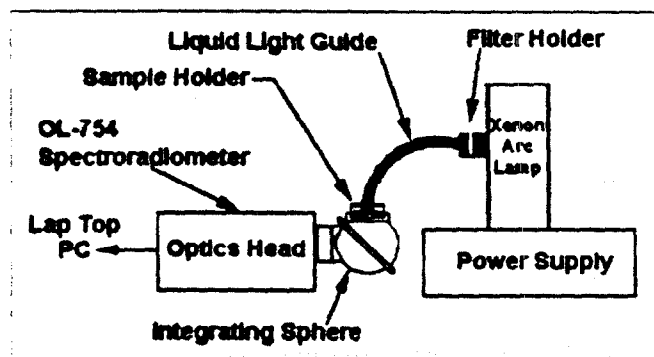 Liquid Light Guide
Filter Holder
Sample Holder
OL-754
Spectroradiometer
Xenon
Arc
Lamp
Lap Top
PC
Optics Head
Power Supply
Integrating Sphere